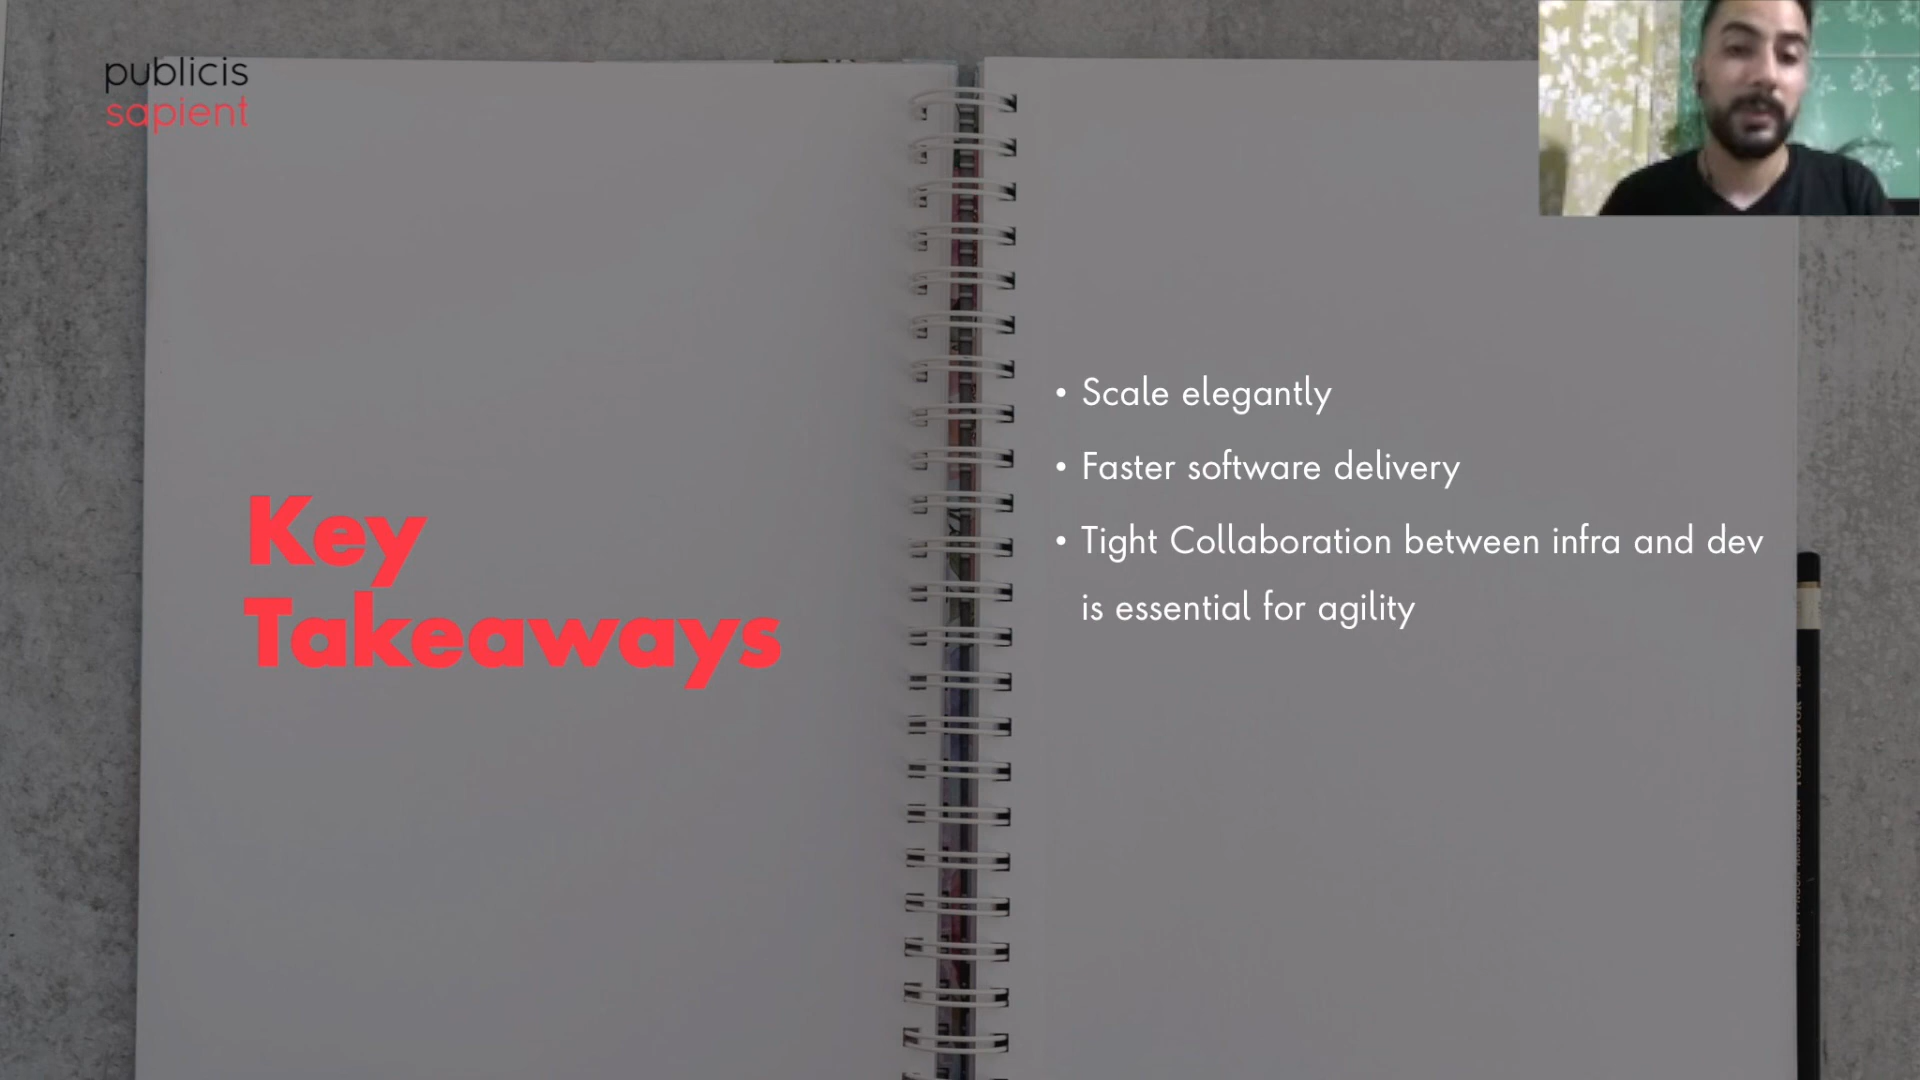 publicis
sapient
Key
Takeaways
• Scale elegantly
• Faster software delivery
• Tight Collaboration between infra and dev
is essential for agility